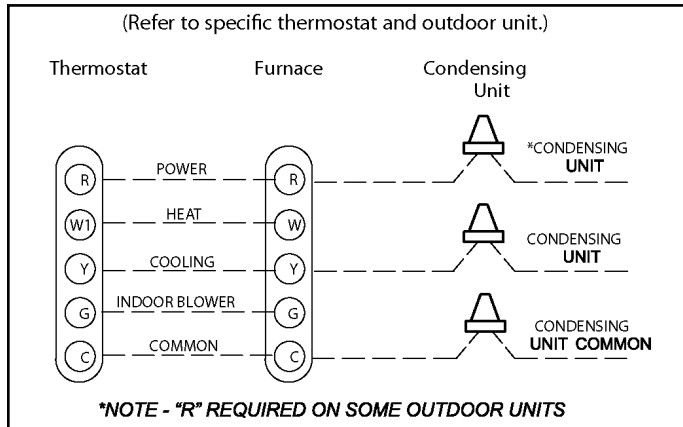 (Refer to specific thermostat and outdoor unit.)
Thermostat Furnace Condensing
Unit
*CONDENSING
UNIT
R POWER R
W1 HEAT W
CONDENSING
UNIT
Y COOLING Y
G INDOOR BLOWER G
CONDENSING
UNIT COMMON
C COMMON C
*NOTE - "R" REQUIRED ON SOME OUTDOOR UNITS